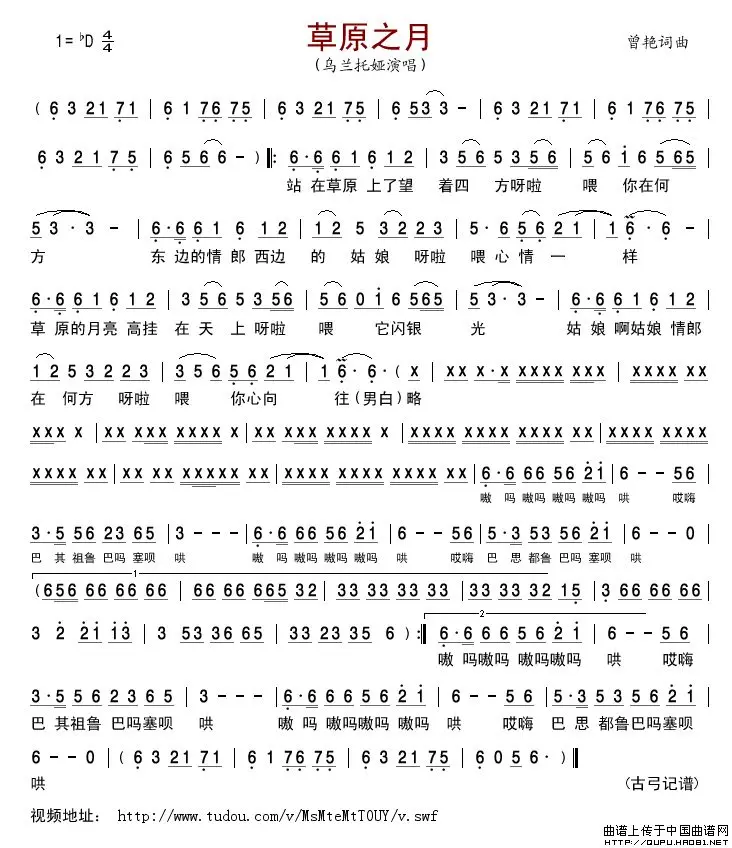 草原之月
1=♭D 4/4
曾艳词曲
(乌兰托娅演唱)
( 6 3 21 71 | 6 1 76 75 | 6 3 21 71 | 6 53 3 - | 6 3 21 71 | 6 1 76 75 |
6 3 2 1 7 5 | 6 5 6 6 - ) ‖: 6·6 6 1 6 1 2 | 3 5 6 5 3 56 | 5 6 i 6 5 65 |
站 在草原 上了望 着四 方呀啦 喂 你在何
5 3· 3 - | 6·6 6 1 6 1 2 | 1 2 5 3 2 2 3 | 5· 6 5 6 2 1 | 1 6· 6 - |
方 东 边的情 郎 西边 的 姑 娘 呀啦 喂 心 情 一 样
6·6 6 1 6 1 2 | 3 5 6 5 3 56 | 5 6 0 i 6 565 | 5 3· 3 - | 6·6 6 1 6 1 2 |
草 原的月亮 高挂 在 天 上 呀啦 喂 它闪银 光 姑 娘 啊姑娘 情郎
1 2 5 3 2 2 3 | 3 5 6 5 6 2 1 | 1 6· 6·( x | xx x·x xxxx xx | xxxx xx xxxx xx |
在 何方 呀啦 喂 你心向 往(男白)略
xxx x xxx x | xx xxx xxxx x | xx xx xxxx xxxx | xxxx xxxx xxxx xx |
xxxx xx xxxx xx | xx xx xxxxx xx | xxxx xx xxxx xx | 6·6 66 56 2i | 6 - - 56 |
嗷 吗 嗷吗 嗷吗 嗷吗 哄 哎嗨
3·5 56 23 65 | 3 - - - | 6·6 66 56 2i | 6 - - 56 | 5·3 53 56 2i | 6 - - 0 |
巴 其 祖鲁 巴吗 塞呗 哄 嗷 吗 嗷吗 嗷吗 嗷吗 哄 哎嗨 巴 思 都鲁 巴吗 塞呗 哄
1
(656 66 66 66 | 66 66 665 32 | 33 33 33 33 | 33 33 332 15 | 3 66 66 66 |
3 2 2i i3 | 3 53 36 65 | 33 23 35 6 ) :‖ 6·6 6 6 5 6 2 i | 6 - - 5 6 |
2
嗷 吗嗷吗 嗷吗嗷吗 哄 哎嗨
3·5 5 6 2 3 6 5 | 3 - - - | 6·6 6 6 5 6 2 i | 6 - - 5 6 | 5·3 5 3 5 6 2 i |
巴 其祖鲁 巴吗塞呗 哄 嗷 吗 嗷吗嗷吗 嗷吗 哄 哎嗨 巴 思 都鲁巴吗塞呗
6 - - 0 | ( 6 3 21 71 | 6 1 76 75 | 6 3 21 71 | 6 0 5 6· ) ‖
哄
(古弓记谱)
视频地址: http://www.tudou.com/v/MsMteMtTOUY/v.swf
曲谱上传于中国曲谱网
HTTP://QUPU.HAO81.NET